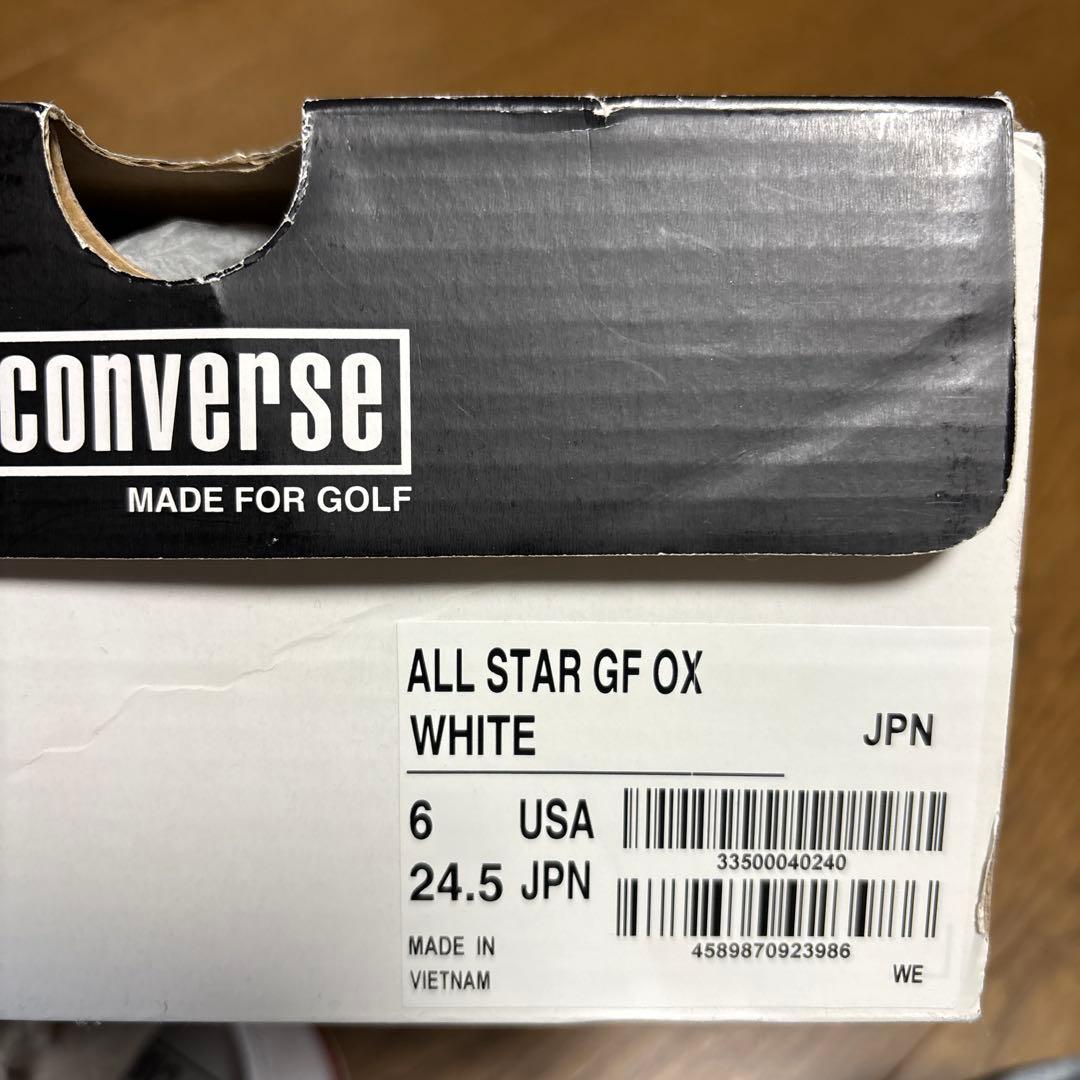 converse
MADE FOR GOLF
ALL STAR GF OX
WHITE JPN
6 USA
33500040240
24.5 JPN
4589870923986
MADE IN
VIETNAM
WE